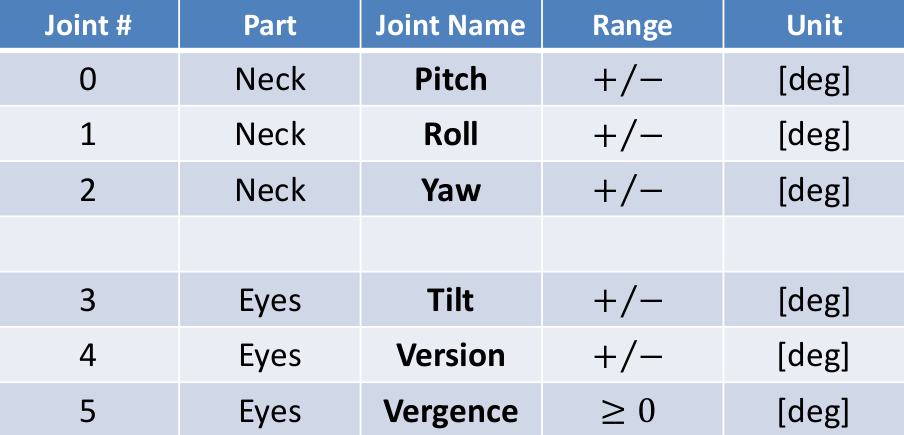 Joint # Part Joint Name Range Unit
0 Neck Pitch +/− [deg]
1 Neck Roll +/− [deg]
2 Neck Yaw +/− [deg]
3 Eyes Tilt +/− [deg]
4 Eyes Version +/− [deg]
5 Eyes Vergence ≥ 0 [deg]